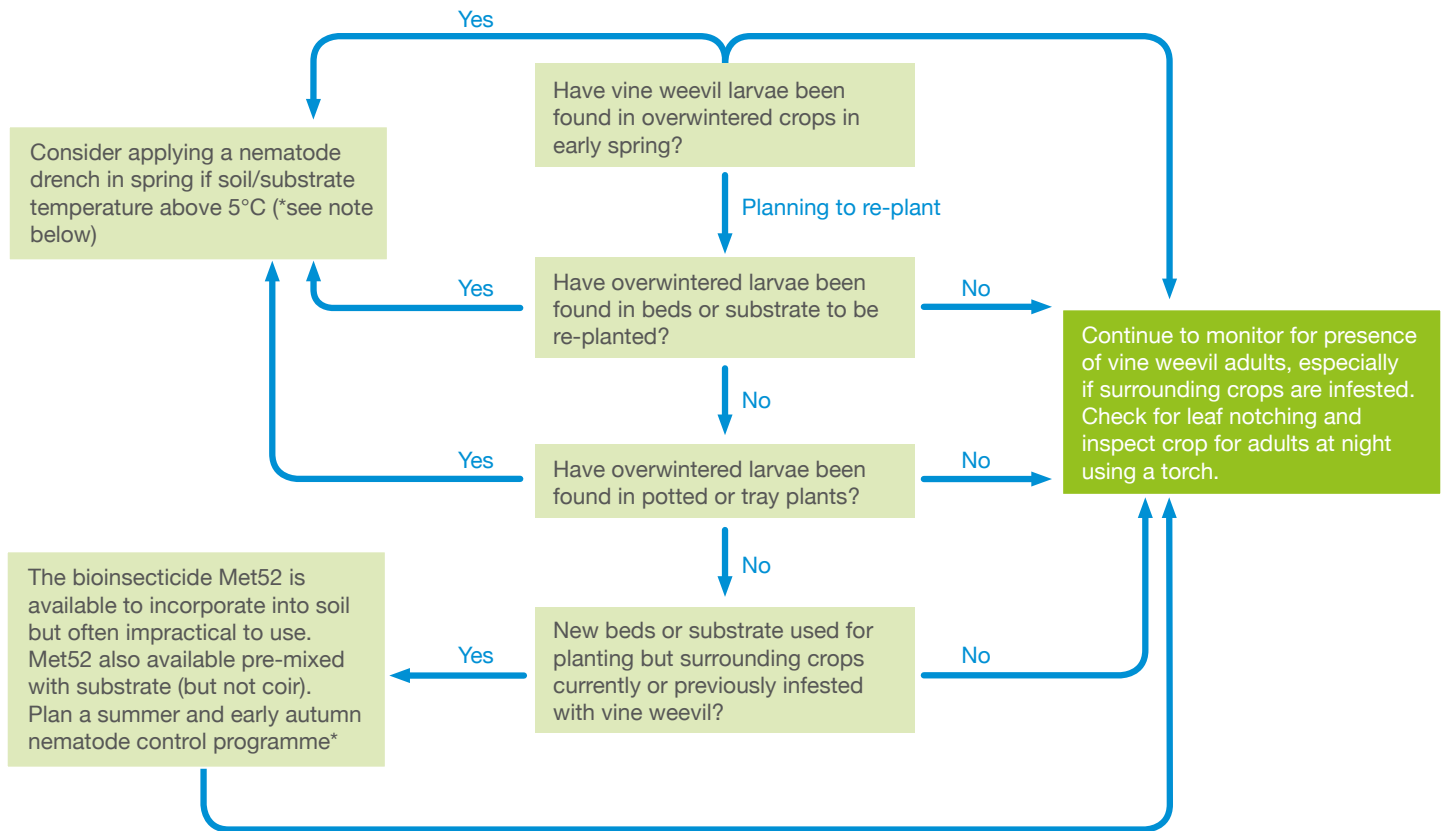 Yes
Have vine weevil larvae been
found in overwintered crops in
early spring?
Consider applying a nematode
drench in spring if soil/substrate
temperature above 5°C (*see note
below)
Planning to re-plant
Yes
Have overwintered larvae been
found in beds or substrate to be
re-planted?
No
Continue to monitor for presence
of vine weevil adults, especially
if surrounding crops are infested.
Check for leaf notching and
inspect crop for adults at night
using a torch.
No
Yes
Have overwintered larvae been
found in potted or tray plants?
No
No
The bioinsecticide Met52 is
available to incorporate into soil
but often impractical to use.
Met52 also available pre-mixed
with substrate (but not coir).
Plan a summer and early autumn
nematode control programme*
Yes
New beds or substrate used for
planting but surrounding crops
currently or previously infested
with vine weevil?
No